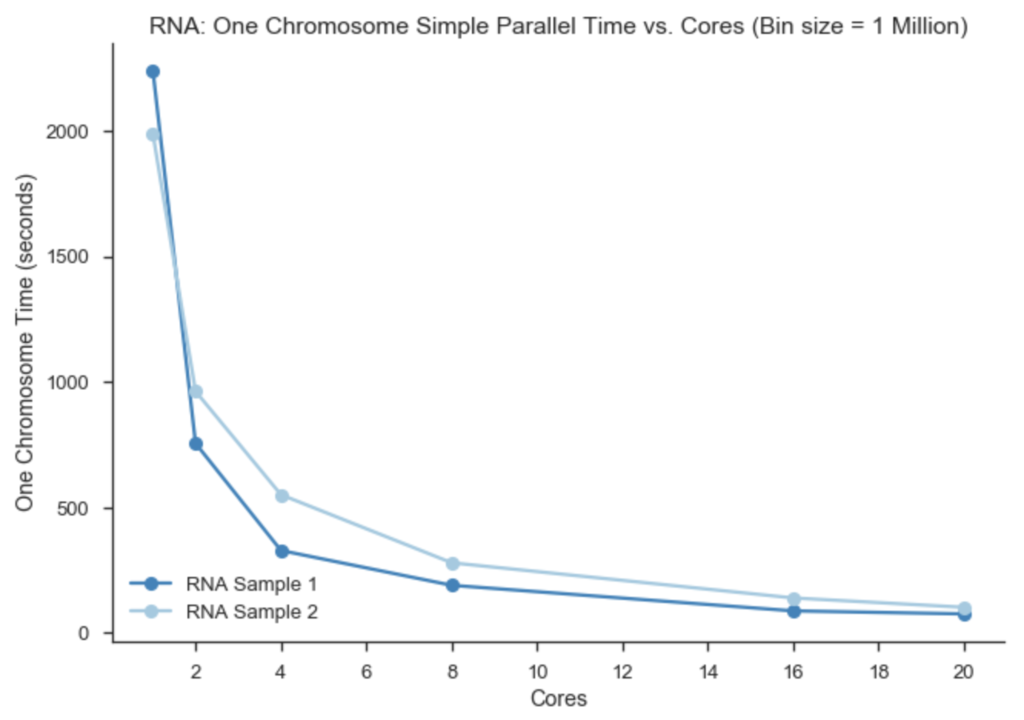 RNA: One Chromosome Simple Parallel Time vs. Cores (Bin size = 1 Million)
One Chromosome Time (seconds)
2000
1500
1000
500
0
RNA Sample 1
RNA Sample 2
2 4 6 8 10 12 14 16 18 20
Cores